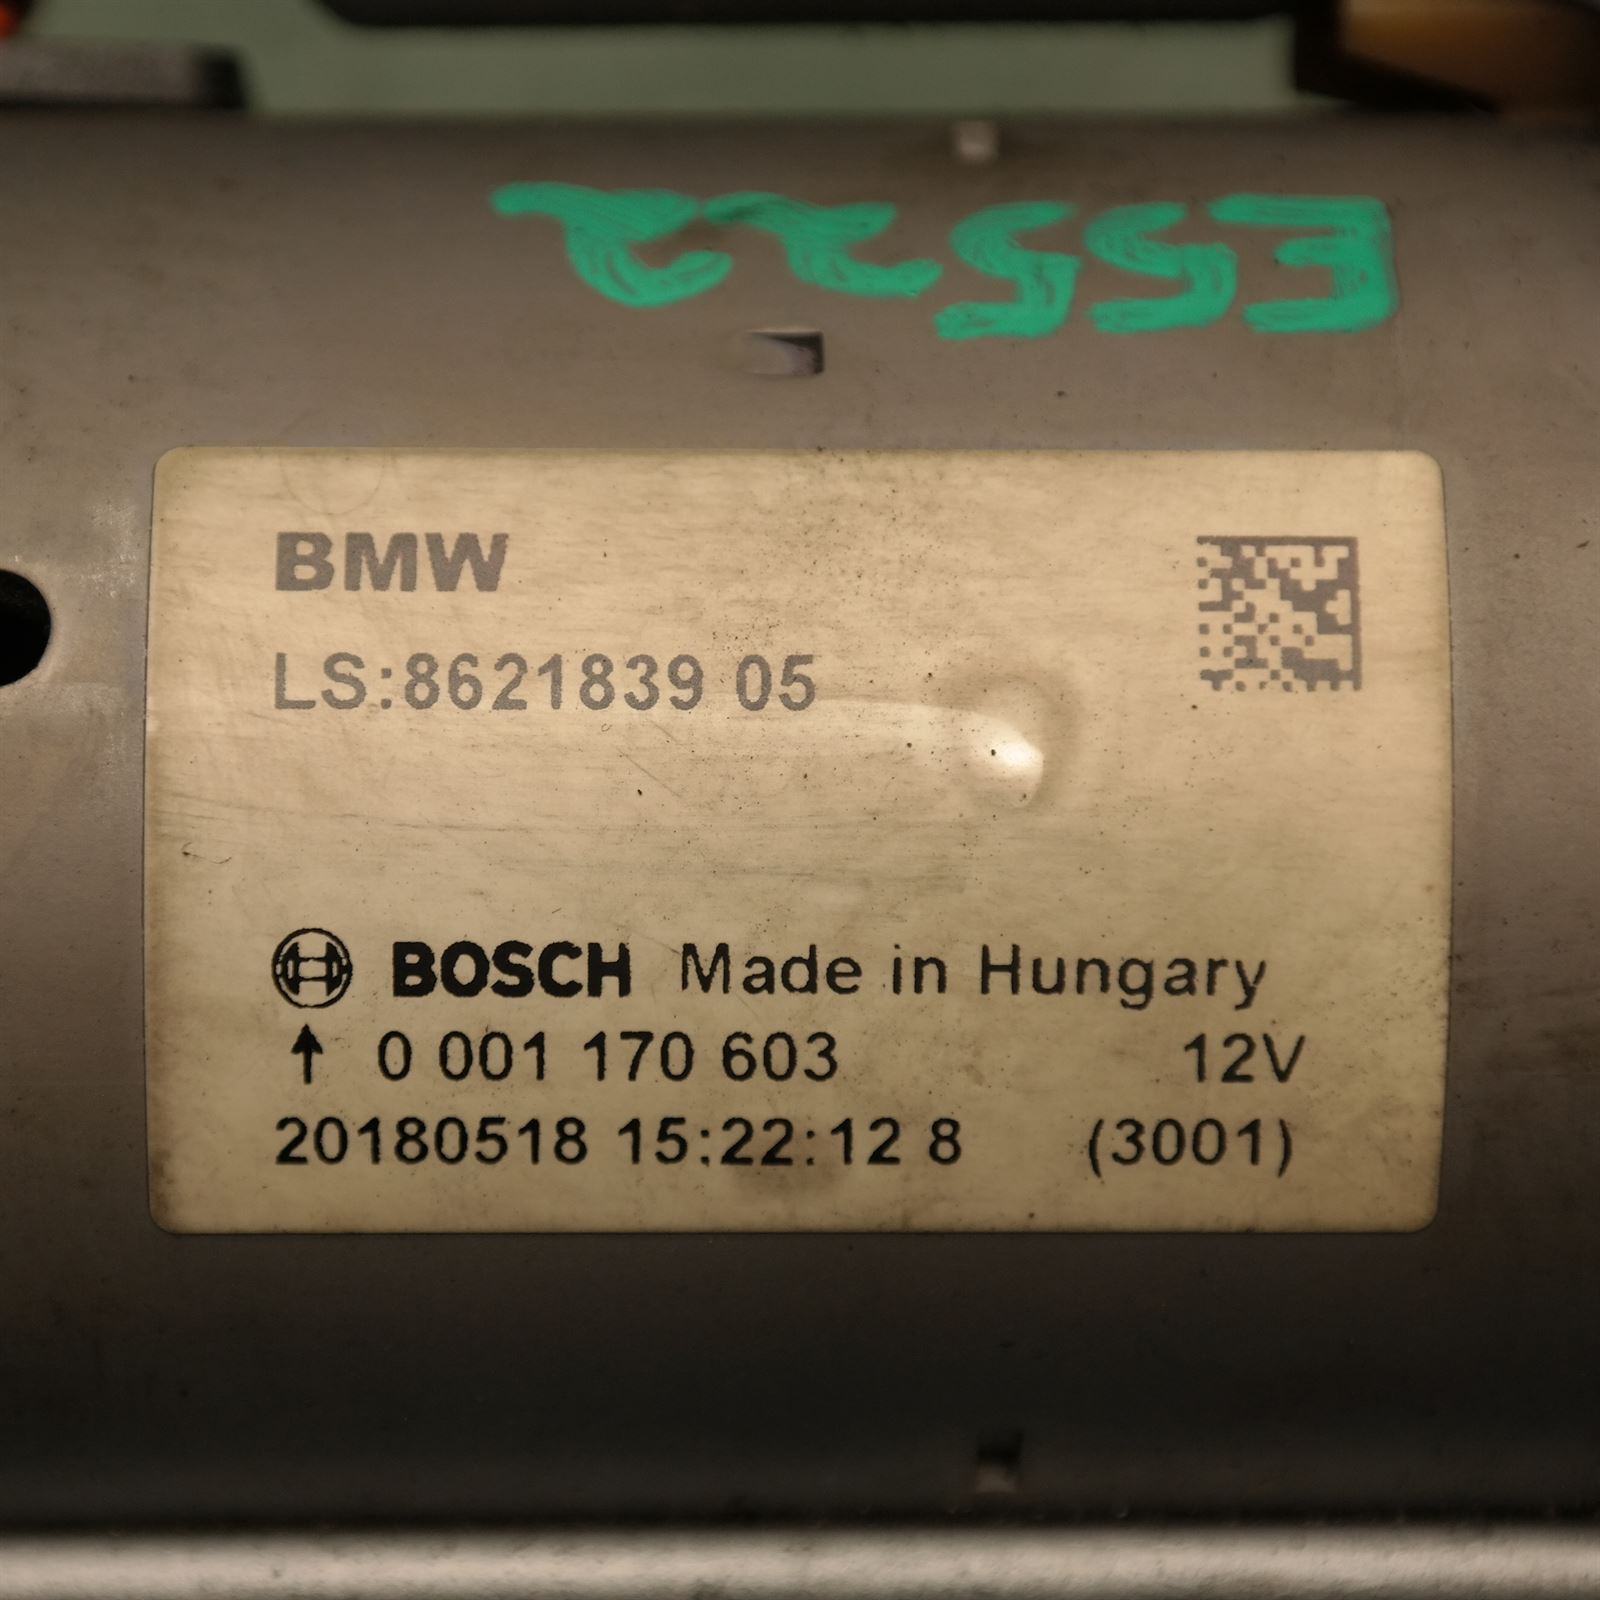 E5522
BMW
LS:8621839 05
BOSCH Made in Hungary
↑ 0 001 170 603 12V
20180518 15:22:12 8 (3001)